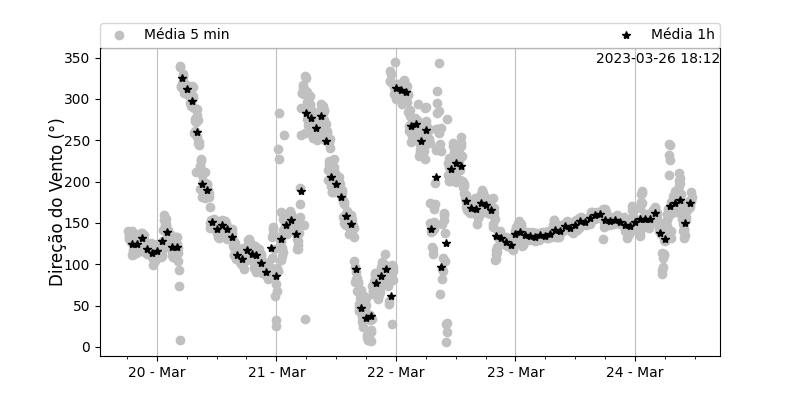 Média 5 min
Média 1h
2023-03-26 18:12
Direção do Vento (°)
350
300
250
200
150
100
50
0
20 - Mar
21 - Mar
22 - Mar
23 - Mar
24 - Mar